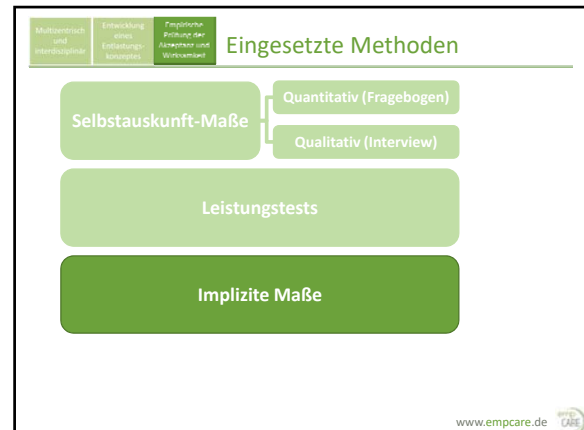 Multizentrisch
und
interdisziplinär
Entwicklung
eines
Entlastungs-
konzeptes
Empirische
Prüfung der
Akzeptanz und
Wirksamkeit
Eingesetzte Methoden
Selbstauskunft-Maße
Quantitativ (Fragebogen)
Qualitativ (Interview)
Leistungstests
Implizite Maße
www.empcare.de
CARE